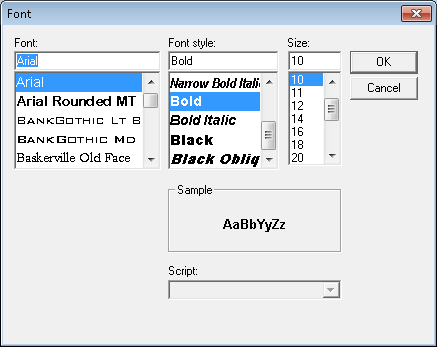 Font
Font:
Font style:
Size:
Arial
Bold
10
OK
Cancel
Arial
Arial Rounded MT
BankGothic Lt B
BankGothic Md
Baskerville Old Face
Narrow Bold Itali
Bold
Bold Italic
Black
Black Obliq
10
11
12
14
16
18
20
Sample
AaBbYyZz
Script: